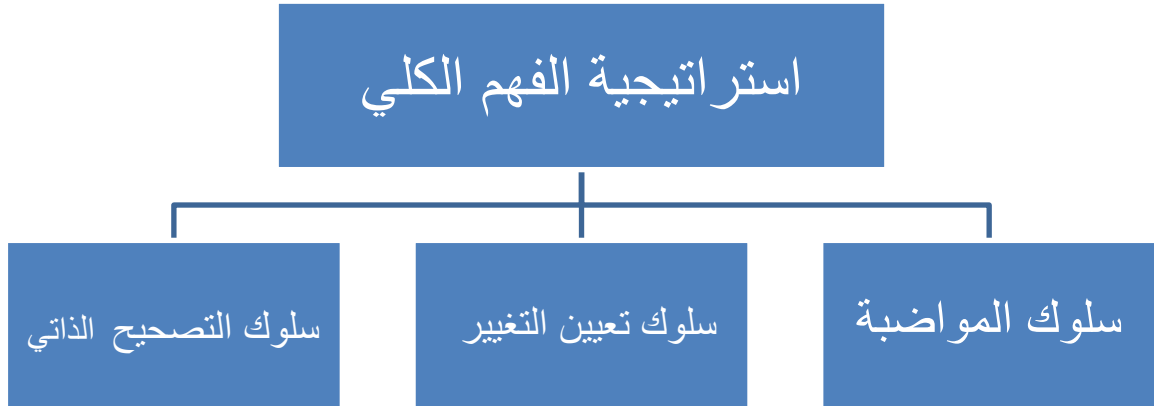 استراتيجية الفهم الكلي
سلوك المواضبة
سلوك تعيين التغيير
سلوك التصحيح الذاتي